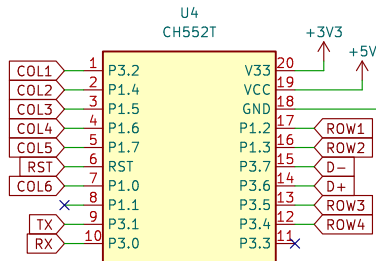 U4
CH552T
+3V3
+5V
COL1 1 P3.2 V33 20
COL2 2 P1.4 VCC 19
COL3 3 P1.5 GND 18
COL4 4 P1.6 P1.2 17 ROW1
COL5 5 P1.7 P1.3 16 ROW2
RST 6 RST P3.7 15 D-
COL6 7 P1.0 P3.6 14 D+
8 P1.1 P3.5 13 ROW3
TX 9 P3.1 P3.4 12 ROW4
RX 10 P3.0 P3.3 11